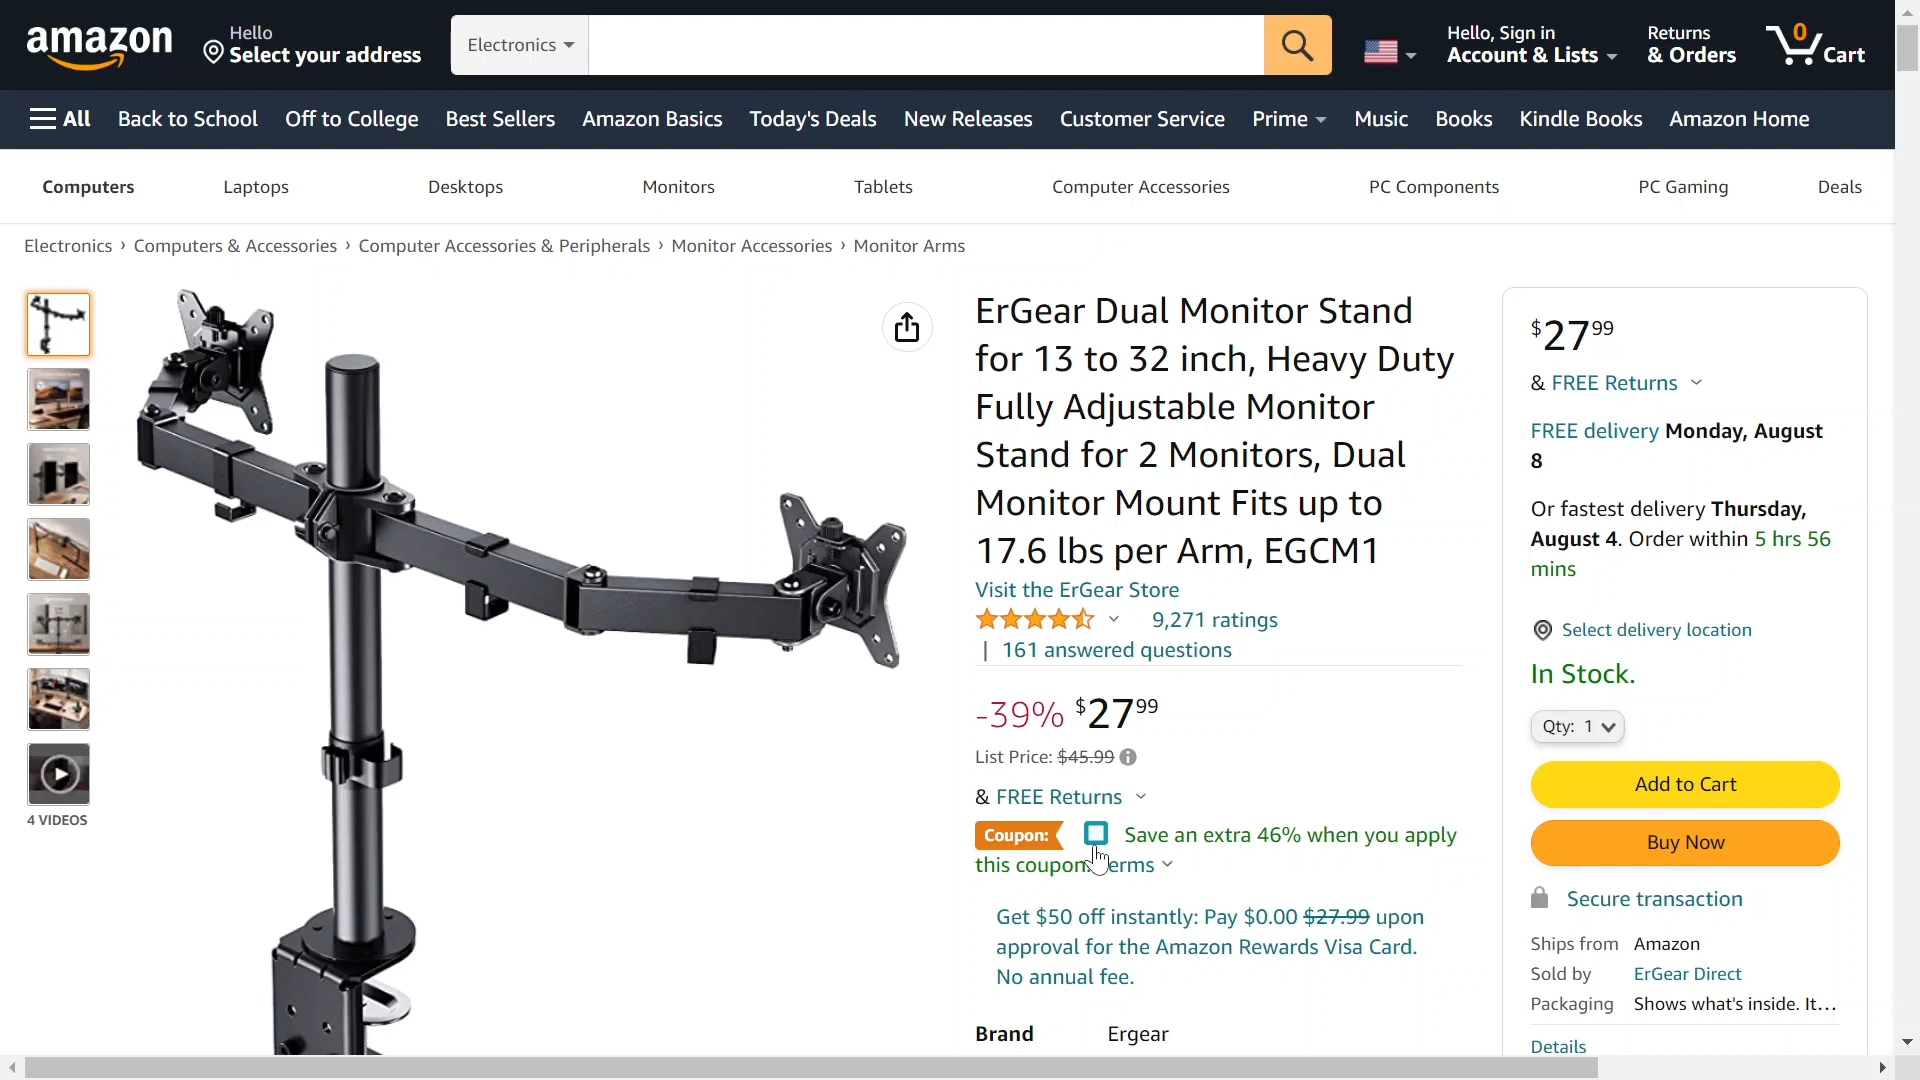 amazon
Hello
Select your address
Electronics
Hello, Sign in
Account & Lists
Returns
& Orders
0
Cart
All
Back to School
Off to College
Best Sellers
Amazon Basics
Today's Deals
New Releases
Customer Service
Prime
Music
Books
Kindle Books
Amazon Home
Computers
Laptops
Desktops
Monitors
Tablets
Computer Accessories
PC Components
PC Gaming
Deals
Electronics › Computers & Accessories › Computer Accessories & Peripherals › Monitor Accessories › Monitor Arms
4 VIDEOS
ErGear Dual Monitor Stand
for 13 to 32 inch, Heavy Duty
Fully Adjustable Monitor
Stand for 2 Monitors, Dual
Monitor Mount Fits up to
17.6 lbs per Arm, EGCM1
Visit the ErGear Store
9,271 ratings
| 161 answered questions
-39% $27 99
List Price: $45.99
& FREE Returns
Coupon: Save an extra 46% when you apply
this coupon. erms
Get $50 off instantly: Pay $0.00 $27.99 upon
approval for the Amazon Rewards Visa Card.
No annual fee.
Brand Ergear
$27 99
& FREE Returns
FREE delivery Monday, August
8
Or fastest delivery Thursday,
August 4. Order within 5 hrs 56
mins
Select delivery location
In Stock.
Qty: 1
Add to Cart
Buy Now
Secure transaction
Ships from Amazon
Sold by ErGear Direct
Packaging Shows what's inside. It…
Details